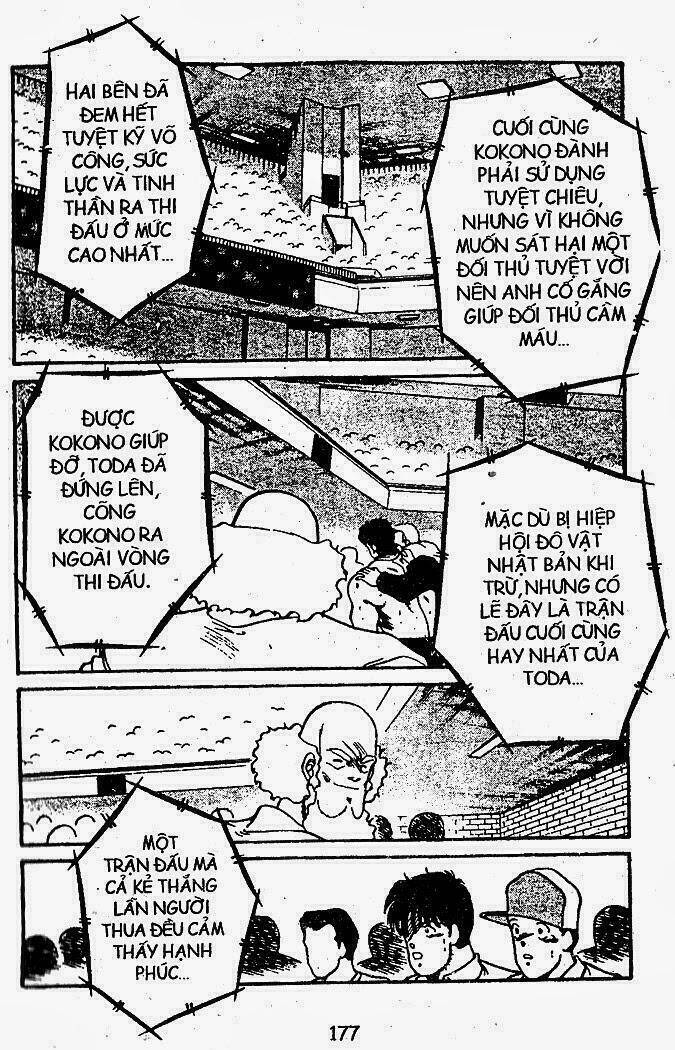 HAI BÊN ĐÃ
ĐEM HẾT
TUYỆT KỸ VÕ
CÔNG, SỨC
LỰC VÀ TINH
THẦN RA THI
ĐẤU Ở MỨC
CAO NHẤT...
CUỐI CÙNG
KOKONO ĐÀNH
PHẢI SỬ DỤNG
TUYỆT CHIÊU,
NHƯNG VÌ KHÔNG
MUỐN SÁT HẠI MỘT
ĐỐI THỦ TUYỆT VỜI
NÊN ANH CỐ GẮNG
GIÚP ĐỐI THỦ CẦM
MÁU...
ĐƯỢC
KOKONO GIÚP
ĐỠ, TODA ĐÃ
ĐỨNG LÊN,
CÕNG
KOKONO RA
NGOÀI VÒNG
THI ĐẤU.
MẶC DÙ BỊ HIỆP
HỘI ĐÔ VẬT
NHẬT BẢN KHI
TRỪ, NHƯNG CÓ
LẼ ĐÂY LÀ TRẬN
ĐẤU CUỐI CÙNG
HAY NHẤT CỦA
TODA...
MỘT
TRẬN ĐẤU MÀ
CẢ KẺ THẮNG
LẪN NGƯỜI
THUA ĐỀU CẢM
THẤY HẠNH
PHÚC...
177